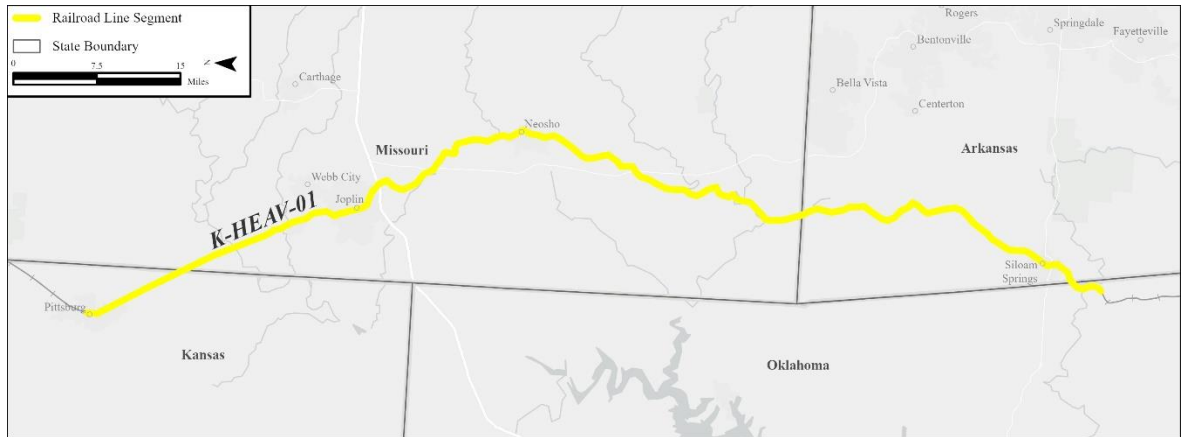 Railroad Line Segment
State Boundary
0 7.5 15
Miles
N
Rogers
Springdale
Fayetteville
Bentonville
Carthage
Bella Vista
Centerton
Neosho
Missouri
Arkansas
Webb City
Joplin
K-HEAV-01
Siloam
Springs
Pittsburg
Kansas
Oklahoma